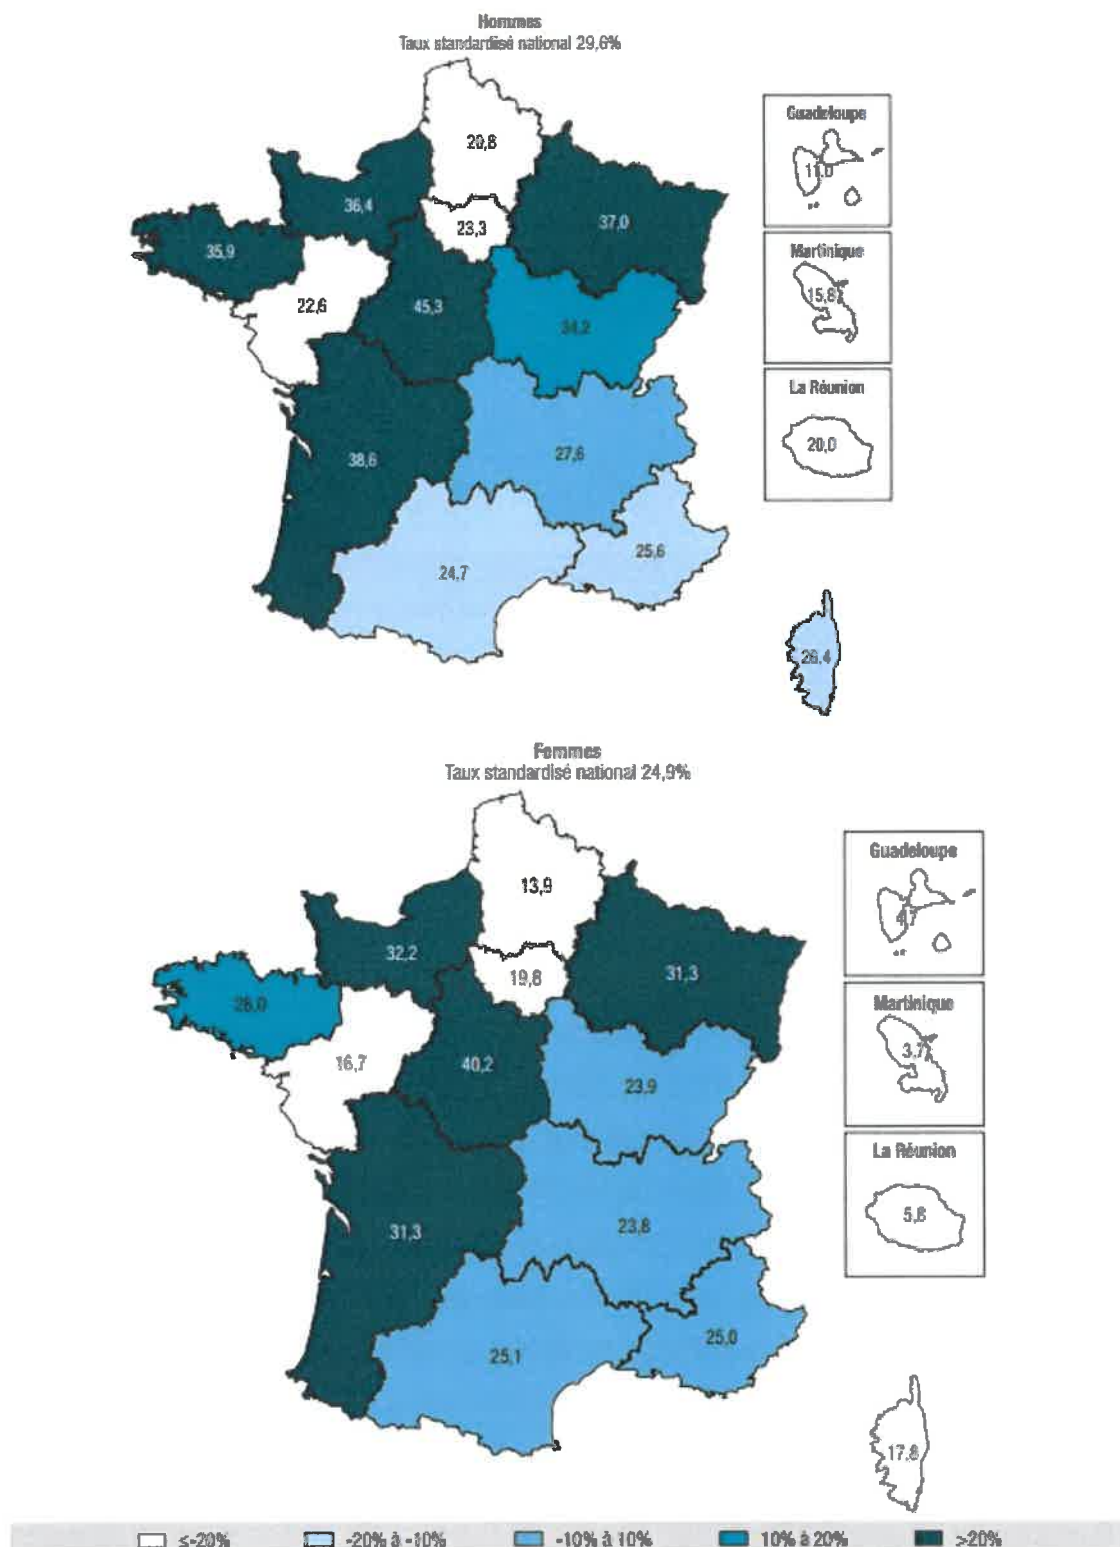 Hommes
Taux standardisé national 29,6%
Guadeloupe
11,0
20,8
36,4
23,3
37,0
35,9
Martinique
15,8
22,6
45,3
34,2
La Réunion
20,0
38,6
27,6
24,7
25,6
26,4
Femmes
Taux standardisé national 24,9%
Guadeloupe
4,7
13,9
32,2
19,8
31,3
28,0
Martinique
3,7
16,7
40,2
23,9
La Réunion
5,8
31,3
23,8
25,1
25,0
17,8
≤-20% -20% à -10% -10% à 10% 10% à 20% >20%